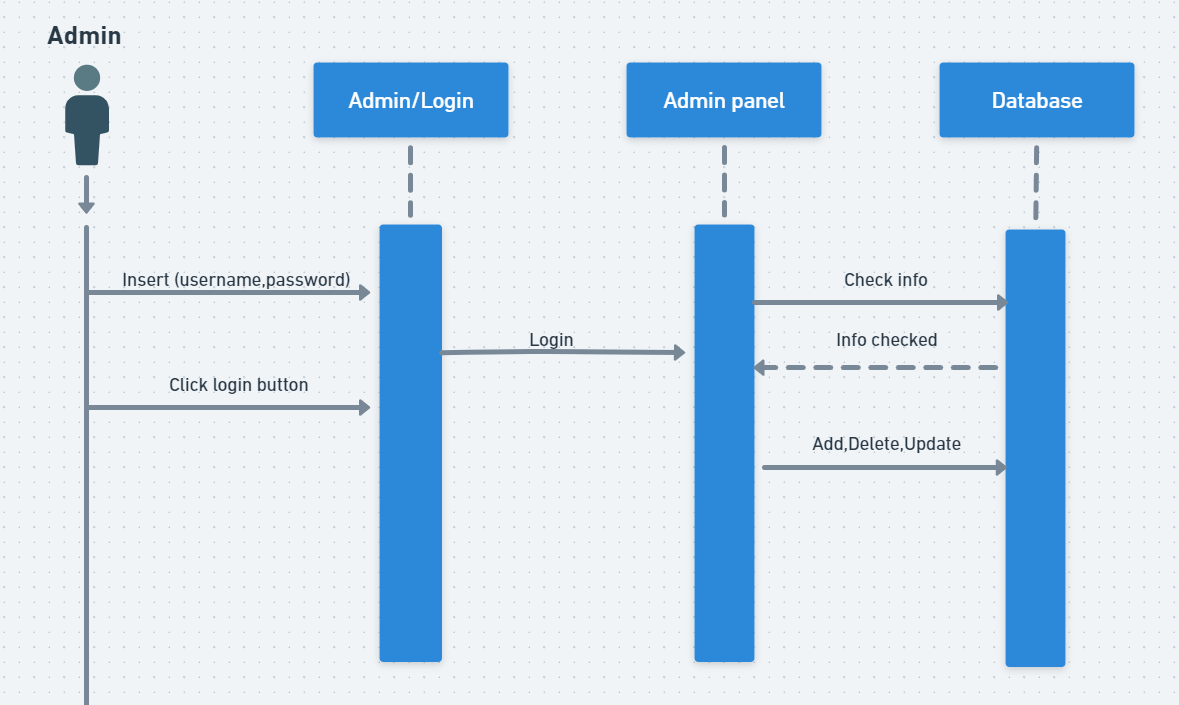 Admin
Admin/Login
Admin panel
Database
Insert (username,password)
Check info
Login
Info checked
Click login button
Add,Delete,Update